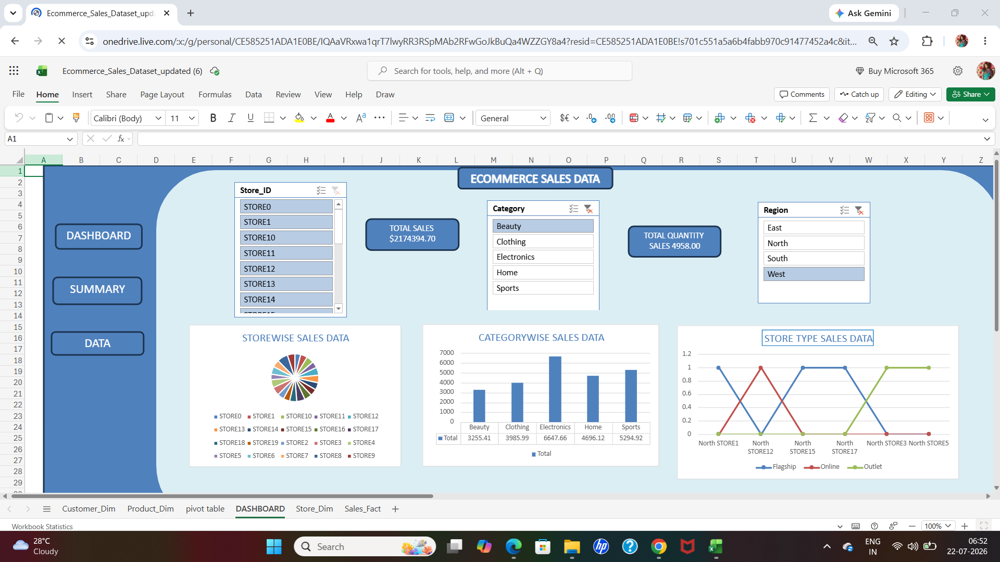 Ecommerce_Sales_Dataset_upd
Ask Gemini
onedrive.live.com/:x:/g/personal/CE585251ADA1E0BE/IQAaVRxwa1qrT7lwyRR3RSpMAb2RFwGoJkBuQa4WZZGY8a4?resid=CE585251ADA1E0BE!s701c551a5a6b4fabb970c91477452a4c&it...
Ecommerce_Sales_Dataset_updated (6)
Search for tools, help, and more (Alt + Q)
Buy Microsoft 365
File Home Insert Share Page Layout Formulas Data Review View Help Draw
Comments Catch up Editing Share
Calibri (Body) 11 B I U General
A1
fx
A B C D E F G H I J K L M N O P Q R S T U V W X Y Z
1
2
3
4
5
6
7
8
9
10
11
12
13
14
15
16
17
18
19
20
21
22
23
24
25
26
27
28
29
ECOMMERCE SALES DATA
DASHBOARD
SUMMARY
DATA
Store_ID
STORE0
STORE1
STORE10
STORE11
STORE12
STORE13
STORE14
STORE15
TOTAL SALES
$2174394.70
Category
Beauty
Clothing
Electronics
Home
Sports
TOTAL QUANTITY
SALES 4958.00
Region
East
North
South
West
STOREWISE SALES DATA
STORE0 STORE1 STORE10 STORE11 STORE12
STORE13 STORE14 STORE15 STORE16 STORE17
STORE18 STORE19 STORE2 STORE3 STORE4
STORE5 STORE6 STORE7 STORE8 STORE9
CATEGORYWISE SALES DATA
7000
6000
5000
4000
3000
2000
1000
0
Beauty Clothing Electronics Home Sports
Total 3255.41 3985.99 6647.66 4696.12 5294.92
Total
STORE TYPE SALES DATA
1.2
1
0.8
0.6
0.4
0.2
0
North STORE1 North STORE12 North STORE15 North STORE17 North STORE3 North STORE5
Flagship Online Outlet
Customer_Dim Product_Dim pivot table DASHBOARD Store_Dim Sales_Fact
Workbook Statistics
100%
28°C
Cloudy
Search
ENG
IN
06:52
22-07-2026